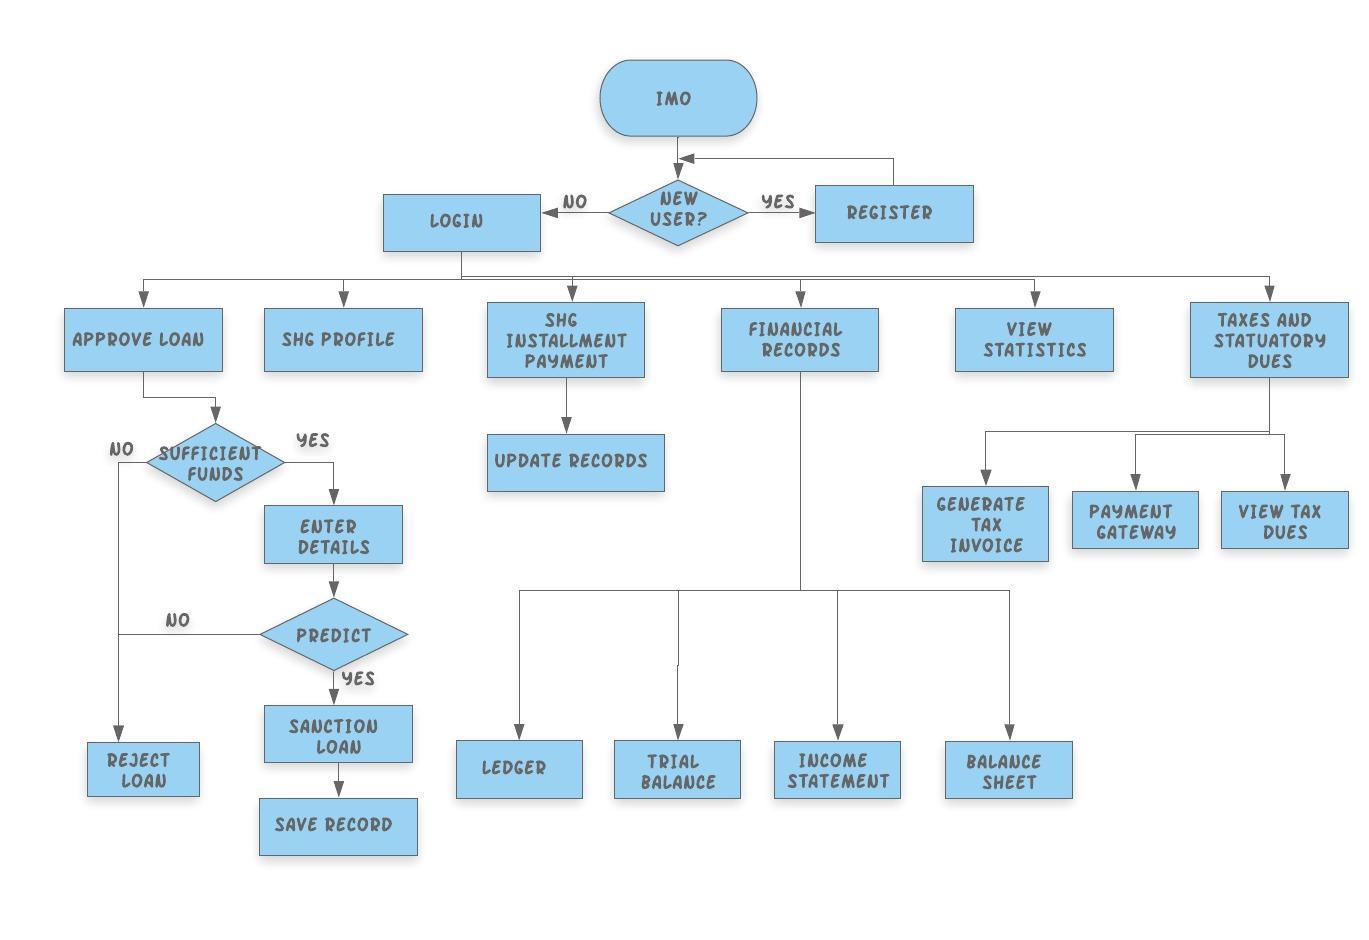 IMO
NO
NEW
USER?
YES
LOGIN
REGISTER
APPROVE LOAN
SHG PROFILE
SHG
INSTALLMENT
PAYMENT
FINANCIAL
RECORDS
VIEW
STATISTICS
TAXES AND
STATUATORY
DUES
NO
SUFFICIENT
FUNDS
YES
UPDATE RECORDS
GENERATE
TAX
INVOICE
PAYMENT
GATEWAY
VIEW TAX
DUES
ENTER
DETAILS
NO
PREDICT
YES
SANCTION
LOAN
REJECT
LOAN
LEDGER
TRIAL
BALANCE
INCOME
STATEMENT
BALANCE
SHEET
SAVE RECORD